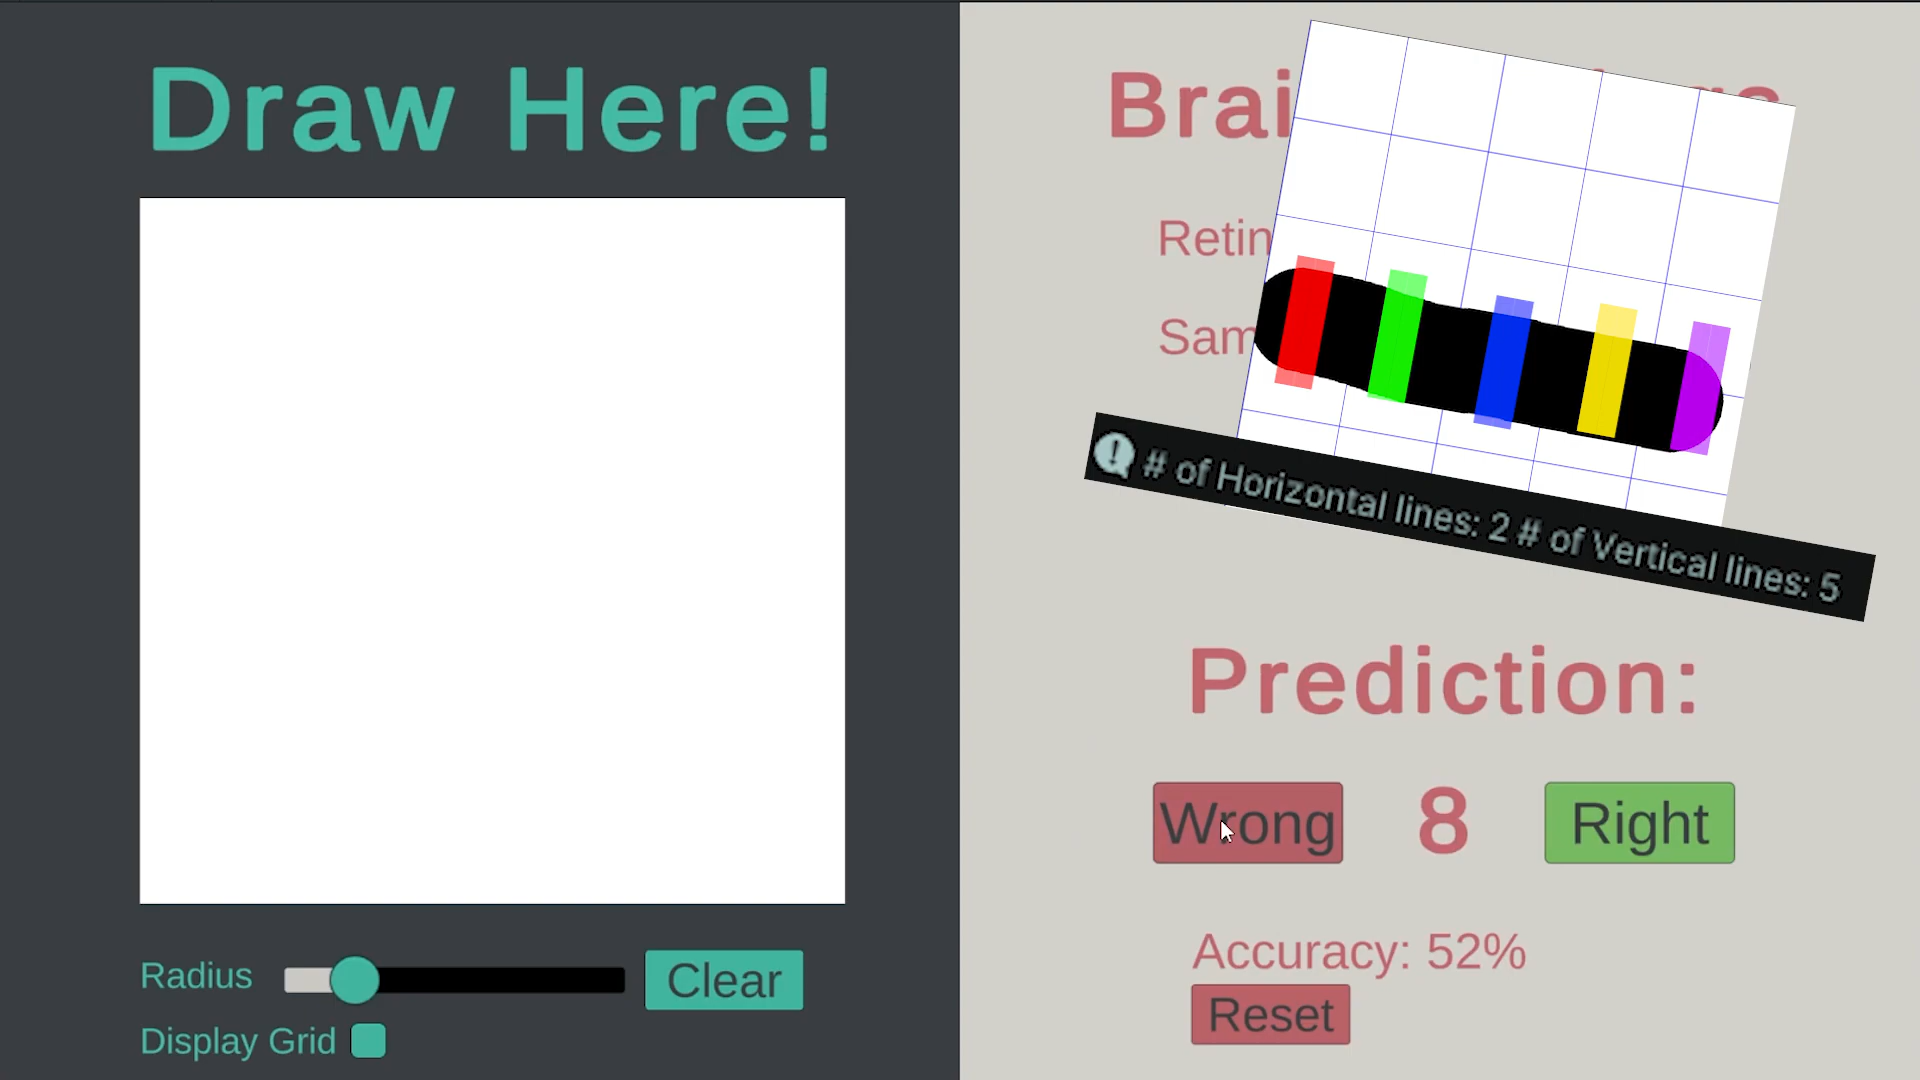 Draw Here!
Radius
Clear
Display Grid
Brai gs
Retin
Sam
# of Horizontal lines: 2 # of Vertical lines: 5
Prediction:
Wrong 8 Right
Accuracy: 52%
Reset